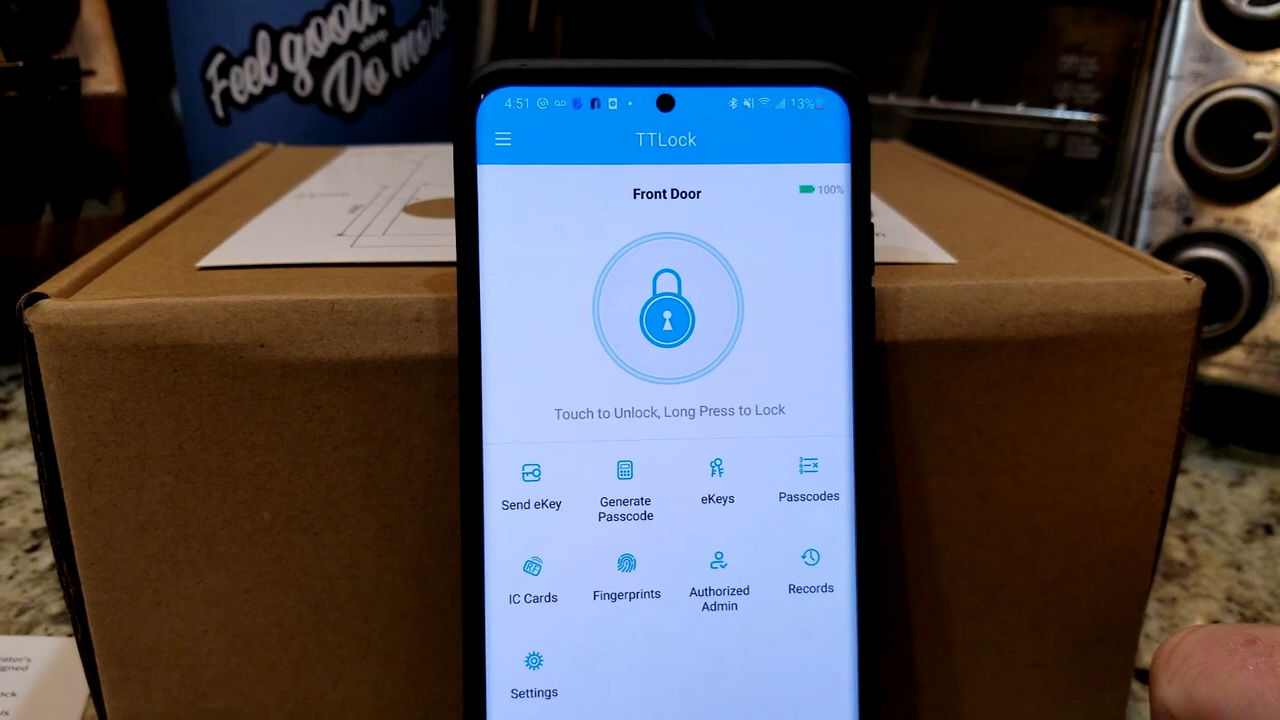 Feel good.
Do more
4:51
13%
TTLock
Front Door
100%
Touch to Unlock, Long Press to Lock
Send eKey
Generate
Passcode
eKeys
Passcodes
IC Cards
Fingerprints
Authorized
Admin
Records
Settings